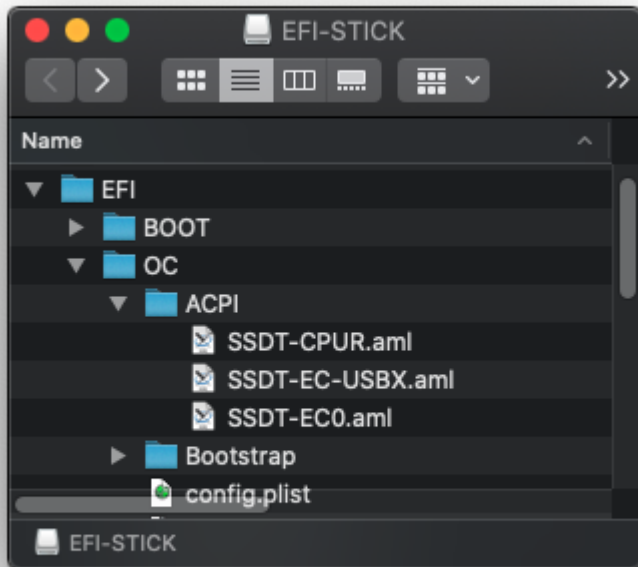 EFI-STICK
Name
EFI
BOOT
OC
ACPI
SSDT-CPUR.aml
SSDT-EC-USBX.aml
SSDT-EC0.aml
Bootstrap
config.plist
EFI-STICK